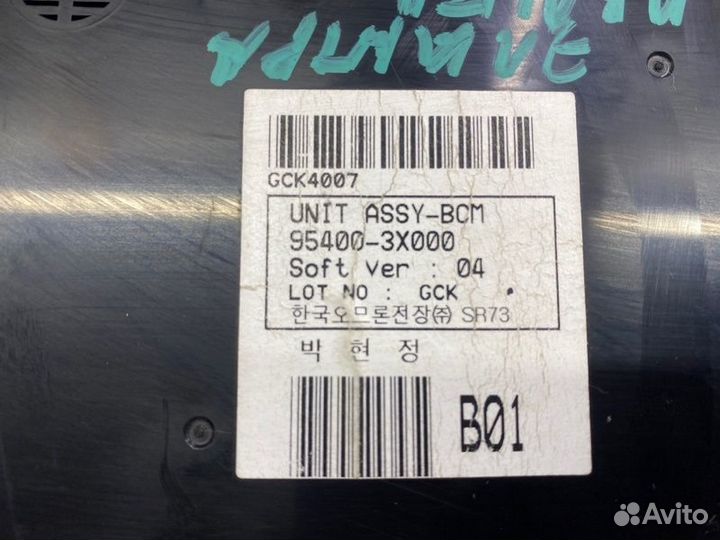 ЭЛАНТРА
GCK4007
UNIT ASSY-BCM
95400-3X000
Soft ver : 04
LOT NO : GCK
한국오므론전장㈜ SR73
박 현 정
B01
Avito